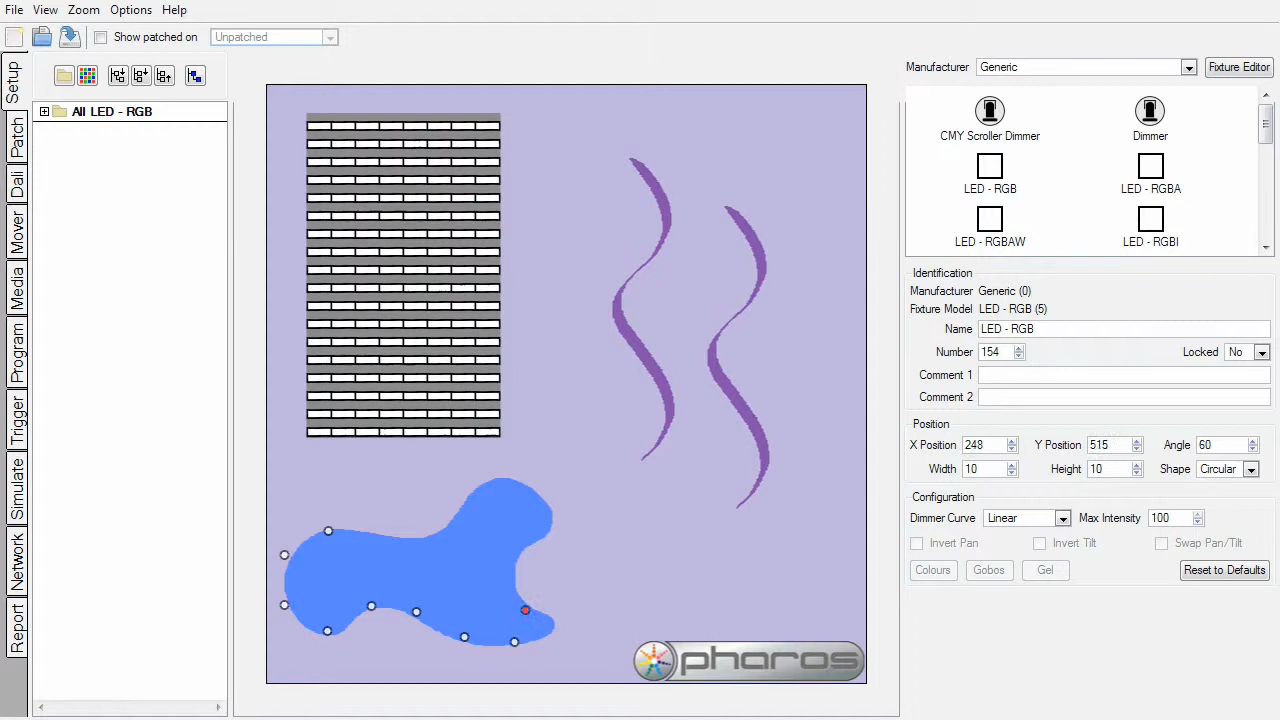 File View Zoom Options Help
Show patched on Unpatched
Setup
Patch
Dali
Mover
Media
Program
Trigger
Simulate
Network
Report
All LED - RGB
pharos
Manufacturer Generic Fixture Editor
CMY Scroller Dimmer Dimmer
LED - RGB LED - RGBA
LED - RGBAW LED - RGBI
Identification
Manufacturer Generic (0)
Fixture Model LED - RGB (5)
Name LED - RGB
Number 154 Locked No
Comment 1
Comment 2
Position
X Position 248 Y Position 515 Angle 60
Width 10 Height 10 Shape Circular
Configuration
Dimmer Curve Linear Max Intensity 100
Invert Pan Invert Tilt Swap Pan/Tilt
Colours Gobos Gel Reset to Defaults